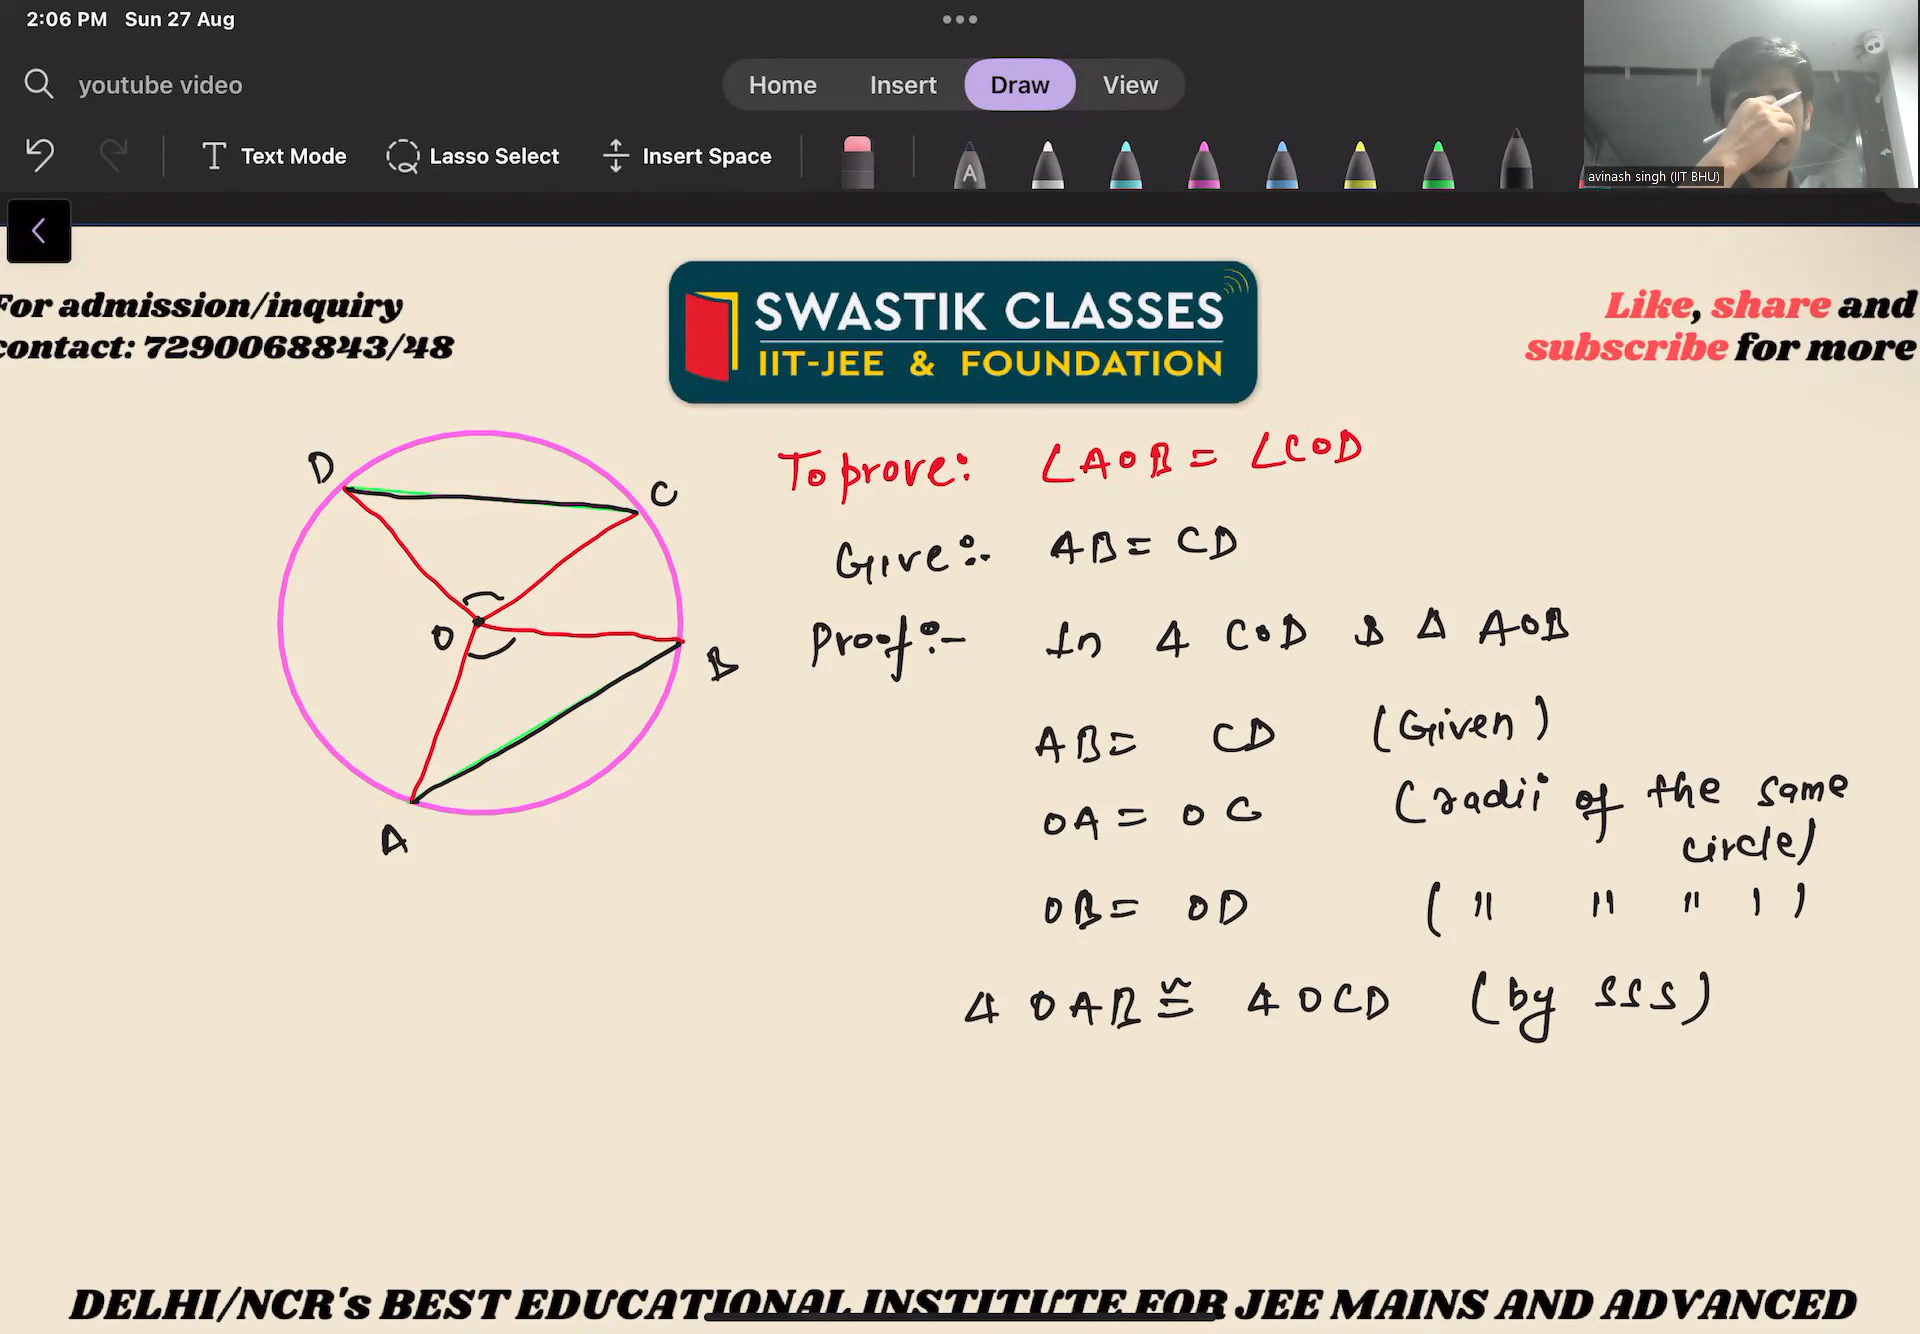 2:06 PM Sun 27 Aug
youtube video
Home Insert Draw View
Text Mode Lasso Select Insert Space
A
avinash singh (IIT BHU)
For admission/inquiry
contact: 7290068843/48
SWASTIK CLASSES
IIT-JEE & FOUNDATION
Like, share and
subscribe for more
D
C
O
B
A
To prove: ∠AOB = ∠COD
Give :- AB = CD
Proof :- In Δ COD & Δ AOB
AB = CD (Given)
OA = OC (radii of the same
circle)
OB = OD ( " " " " )
Δ OAB ≅ Δ OCD (by SSS)
DELHI/NCR's BEST EDUCATIONAL INSTITUTE FOR JEE MAINS AND ADVANCED